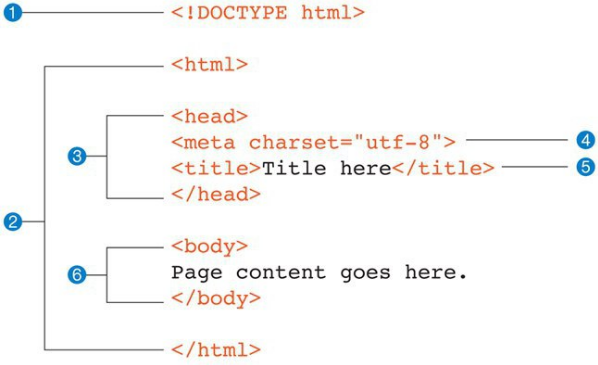 1 <!DOCTYPE html>
<html>
<head>
3 <meta charset="utf-8"> 4
<title>Title here</title> 5
</head>
2
<body>
6 Page content goes here.
</body>
</html>